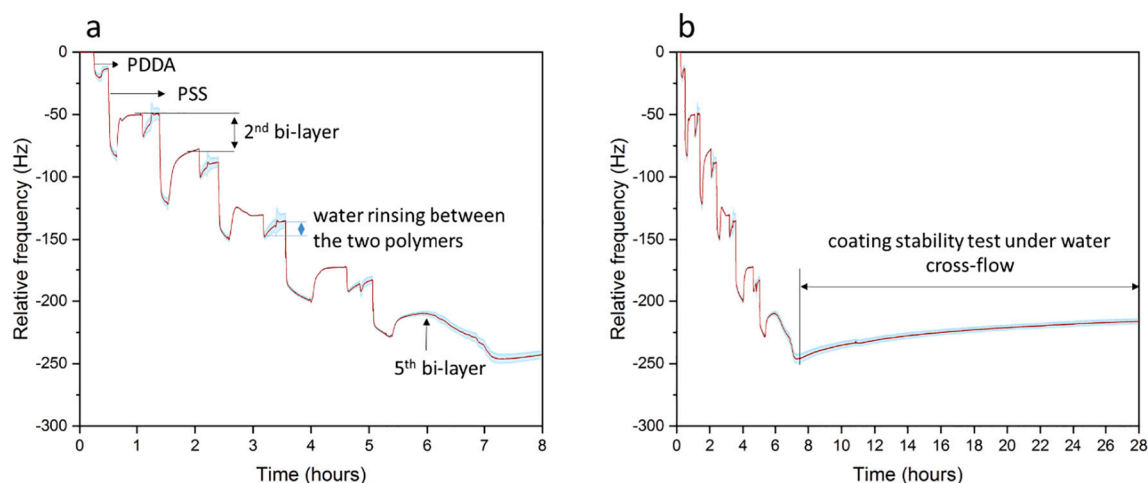 a
0
-50
-100
-150
-200
-250
-300
Relative frequency (Hz)
PDDA
PSS
2nd bi-layer
water rinsing between
the two polymers
5th bi-layer
0 1 2 3 4 5 6 7 8
Time (hours)
b
0
-50
-100
-150
-200
-250
-300
Relative frequency (Hz)
coating stability test under water
cross-flow
0 2 4 6 8 10 12 14 16 18 20 22 24 26 28
Time (hours)